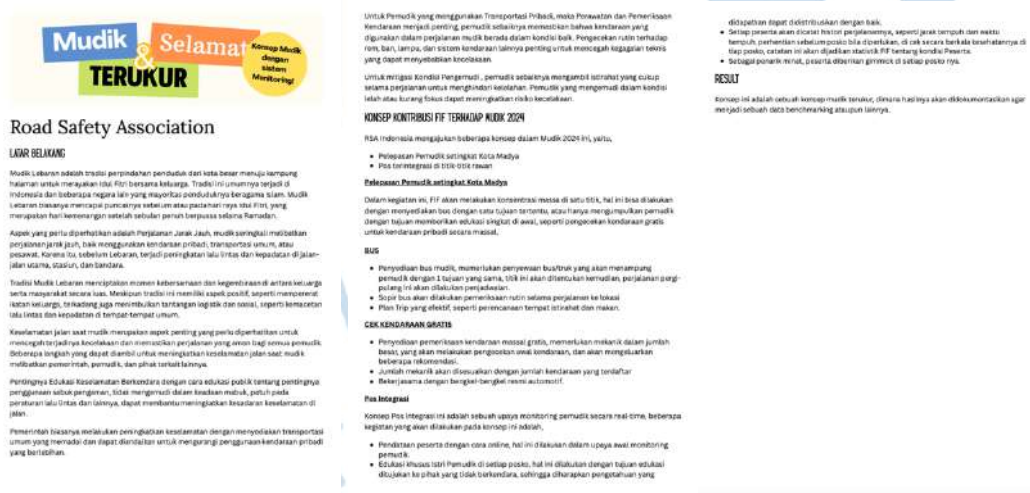 Mudik
&
Selamat
TERUKUR
Konsep Mudik
dengan
sistem
Monitoring!
Road Safety Association
LATAR BELAKANG
Mudik Lebaran adalah tradisi perpindahan penduduk dari kota besar menuju kampung
halaman untuk merayakan Idul Fitri bersama keluarga. Tradisi ini umumnya terjadi di
Indonesia dan beberapa negara lain yang mayoritas penduduknya beragama Islam. Mudik
Lebaran biasanya mencapai puncaknya sebelum atau pada hari raya Idul Fitri, yang
merupakan hari kemenangan setelah sebulan penuh berpuasa selama Ramadan.
Aspek yang perlu diperhatikan adalah Perjalanan Jarak Jauh, mudik seringkali melibatkan
perjalanan jarak jauh, baik menggunakan kendaraan pribadi, transportasi umum, atau
pesawat. Karena itu, sebelum Lebaran, terjadi peningkatan lalu lintas dan kepadatan di jalan-
jalan utama, stasiun, dan bandara.
Tradisi Mudik Lebaran menciptakan momen kebersamaan dan kegembiraan di antara keluarga
serta masyarakat secara luas. Meskipun tradisi ini memiliki aspek positif, seperti mempererat
ikatan keluarga, terkadang juga menimbulkan tantangan logistik dan sosial, seperti kemacetan
lalu lintas dan kepadatan di tempat-tempat umum.
Keselamatan jalan saat mudik merupakan aspek penting yang perlu diperhatikan untuk
mencegah terjadinya kecelakaan dan memastikan perjalanan yang aman bagi semua pemudik.
Beberapa langkah yang dapat diambil untuk meningkatkan keselamatan jalan saat mudik
melibatkan pemerintah, pemudik, dan pihak terkait lainnya.
Pentingnya Edukasi Keselamatan Berkendara dengan cara edukasi publik tentang pentingnya
penggunaan sabuk pengaman, tidak mengemudi dalam keadaan mabuk, patuh pada
peraturan lalu lintas dan lainnya, dapat membantu meningkatkan kesadaran keselamatan di
jalan.
Pemerintah biasanya melakukan peningkatan keselamatan dengan menyediakan transportasi
umum yang memadai dan dapat diandalkan untuk mengurangi penggunaan kendaraan pribadi
yang berlebihan.
Untuk Pemudik yang menggunakan Transportasi Pribadi, maka Perawatan dan Pemeriksaan
Kendaraan menjadi penting, pemudik sebaiknya memastikan bahwa kendaraan yang
digunakan dalam perjalanan mudik berada dalam kondisi baik. Pengecekan rutin terhadap
rem, ban, lampu, dan sistem kendaraan lainnya penting untuk mencegah kegagalan teknis
yang dapat menyebabkan kecelakaan.
Untuk mitigasi Kondisi Pengemudi , pemudik sebaiknya mengambil istirahat yang cukup
selama perjalanan untuk menghindari kelelahan. Pemudik yang mengemudi dalam kondisi
lelah atau kurang fokus dapat meningkatkan risiko kecelakaan.
KONSEP KONTRIBUSI FIF TERHADAP MUDIK 2024
RSA Indonesia mengajukan beberapa konsep dalam Mudik 2024 ini, yaitu,
• Pelepasan Pemudik setingkat Kota Madya
• Pos terintegrasi di titik-titik rawan
Pelepasan Pemudik setingkat Kota Madya
Dalam kegiatan ini, FIF akan melakukan konsentrasi massa di satu titik, hal ini bisa dilakukan
dengan menyediakan bus dengan satu tujuan tertentu, atau hanya mengumpulkan pemudik
dengan tujuan memberikan edukasi singkat di awal, seperti pengecekan kendaraan gratis
untuk kendaraan pribadi secara massal.
BUS
• Penyediaan bus mudik, memerlukan penyewaan bus/truk yang akan menampung
pemudik dengan 1 tujuan yang sama, titik ini akan ditentukan kemudian, perjalanan pergi-
pulang ini akan dilakukan penjadwalan.
• Sopir bus akan dilakukan pemeriksaan rutin selama perjalanan ke lokasi
• Plan Trip yang efektif, seperti perencanaan tempat istirahat dan makan.
CEK KENDARAAN GRATIS
• Penyediaan pemeriksaan kendaraan massal gratis, memerlukan mekanik dalam jumlah
besar, yang akan melakukan pengecekan awal kendaraan, dan akan mengeluarkan
beberapa rekomendasi.
• Jumlah mekanik akan disesuaikan dengan jumlah kendaraan yang terdaftar
• Bekerjasama dengan bengkel-bengkel resmi automotif.
Pos Integrasi
Konsep Pos Integrasi ini adalah sebuah upaya monitoring pemudik secara real-time, beberapa
kegiatan yang akan dilakukan pada konsep ini adalah,
• Pendataan peserta dengan cara online, hal ini dilakukan dalam upaya awal monitoring
pemudik.
• Edukasi khusus Istri Pemudik di setiap posko, hal ini dilakukan dengan tujuan edukasi
ditujukan ke pihak yang tidak berkendara, sehingga diharapkan pengetahuan yang
didapatkan dapat didistribusikan dengan baik.
• Setiap peserta akan dicatat histori perjalanannya, seperti jarak tempuh dan waktu
tempuh, perhentian sebelum posko bila diperlukan, di cek secara berkala kesehatannya di
tiap posko, catatan ini akan dijadikan statistik FIF tentang kondisi Peserta.
• Sebagai penarik minat, peserta diberikan gimmick di setiap posko nya.
RESULT
Konsep ini adalah sebuah konsep mudik terukur, dimana hasilnya akan didokumentasikan agar
menjadi sebuah data benchmarking ataupun lainnya.